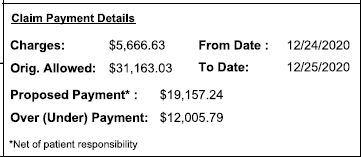 Claim Payment Details
Charges: $5,666.63 From Date : 12/24/2020
Orig. Allowed: $31,163.03 To Date: 12/25/2020
Proposed Payment* : $19,157.24
Over (Under) Payment: $12,005.79
*Net of patient responsibility